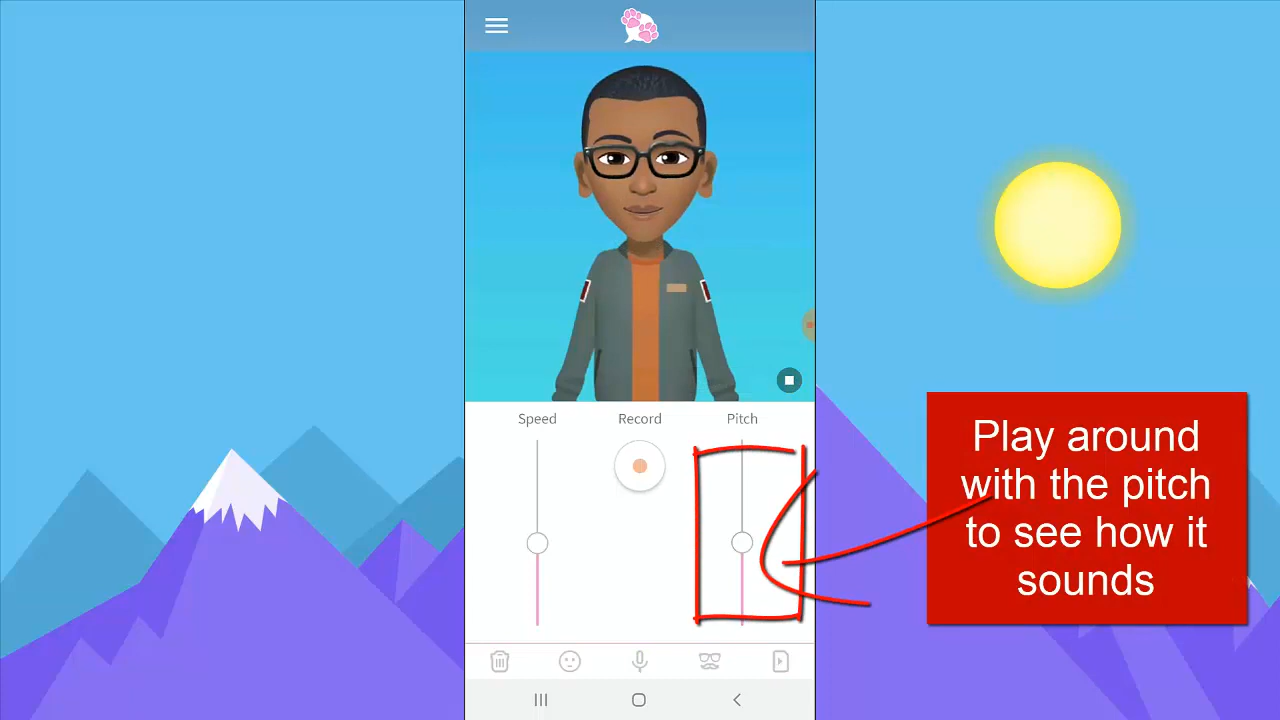 Speed
Record
Pitch
Play around
with the pitch
to see how it
sounds